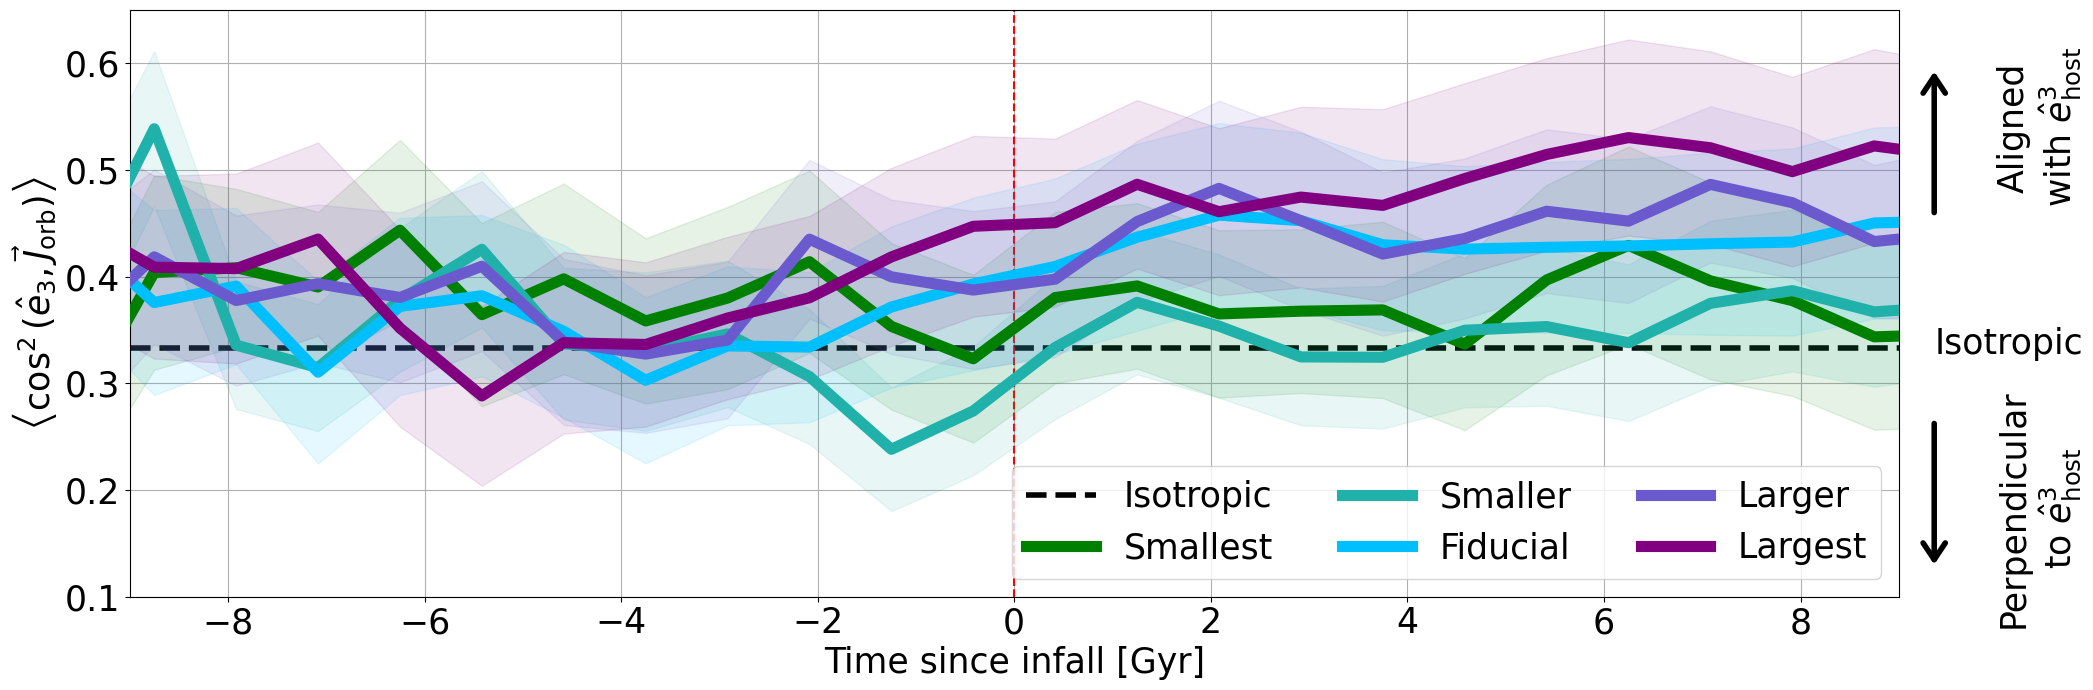 ⟨cos² (ê₃, J⃗orb)⟩
0.6
0.5
0.4
0.3
0.2
0.1
−8
−6
−4
−2
0
2
4
6
8
Time since infall [Gyr]
Isotropic
Smallest
Smaller
Fiducial
Larger
Largest
Aligned
with ê³host
Isotropic
Perpendicular
to ê³host